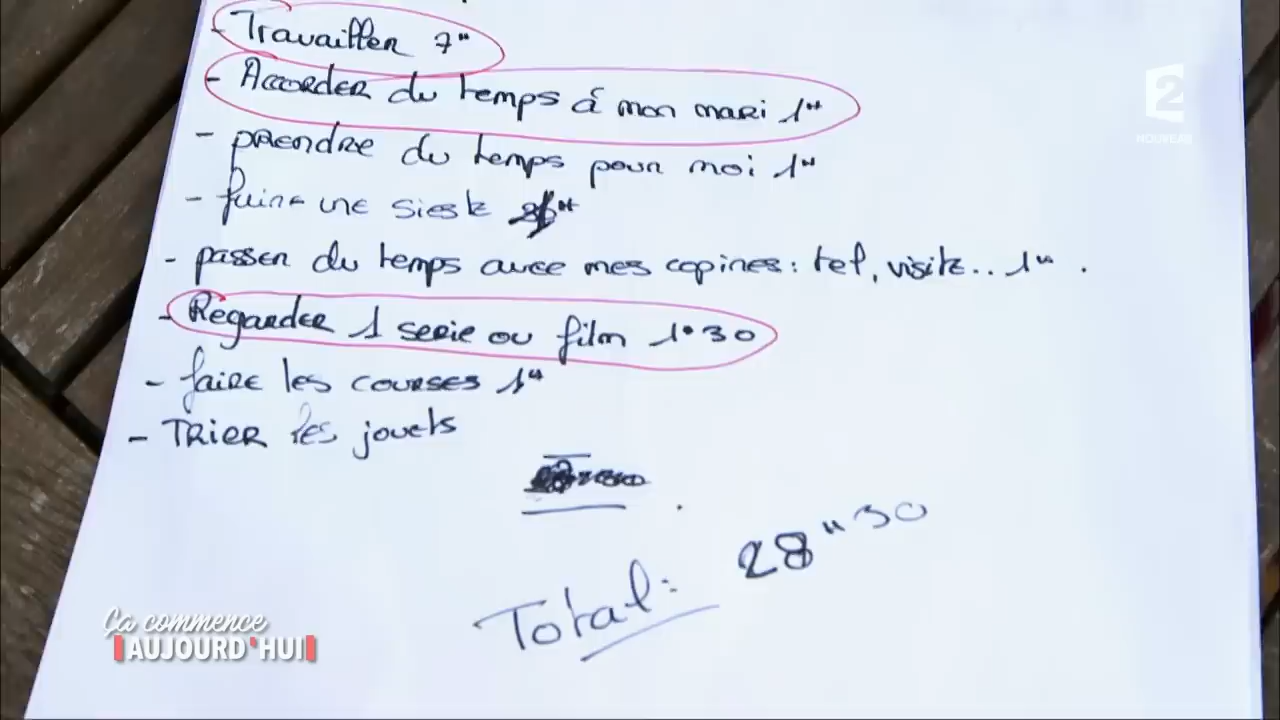 - Travailler 7H
- Accorder du temps à mon mari 1H
- prendre du temps pour moi 1H
- faire une sieste
- passer du temps avec mes copines : tel, visite.. 1H.
- Regarder 1 serie ou film 1H30
- faire les courses 1H
- TRIER les jouets
Total : 28H30
2
NOUVEAU
Ça commence
AUJOURD'HUI